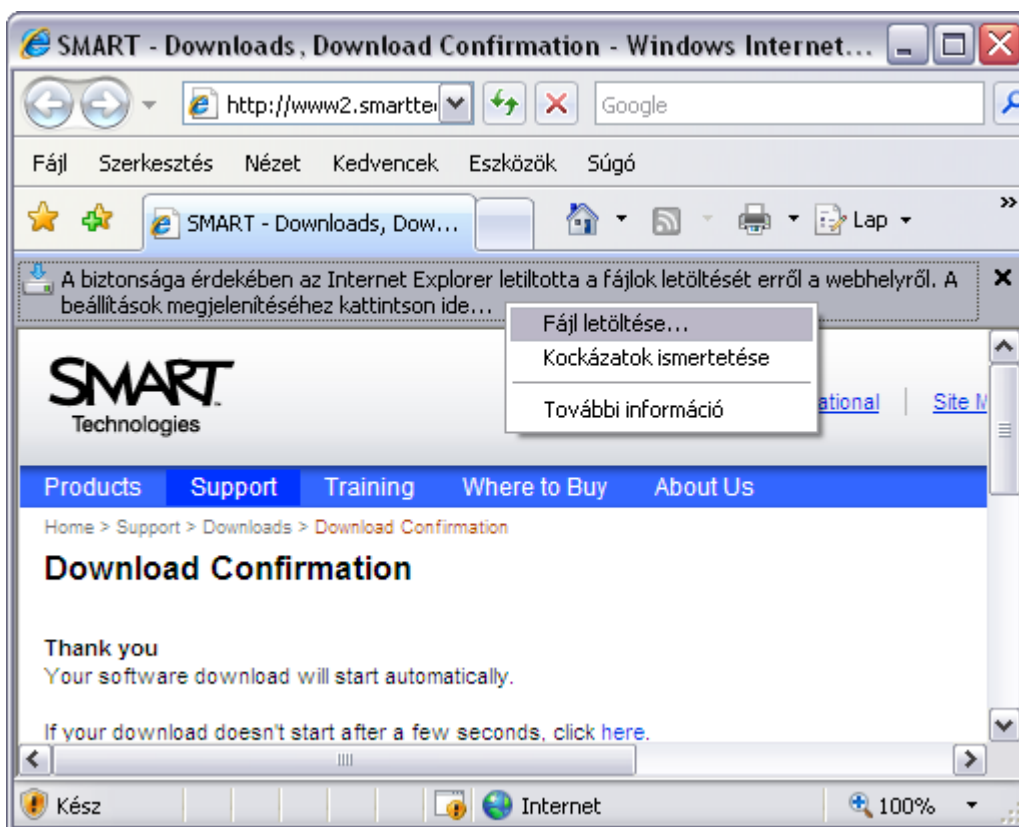 SMART - Downloads, Download Confirmation - Windows Internet...
http://www2.smartte
Google
Fájl Szerkesztés Nézet Kedvencek Eszközök Súgó
SMART - Downloads, Dow...
Lap
A biztonsága érdekében az Internet Explorer letiltotta a fájlok letöltését erről a webhelyről. A
beállítások megjelenítéséhez kattintson ide...
Fájl letöltése...
Kockázatok ismertetése
További információ
SMART
Technologies
ational Site M
Products Support Training Where to Buy About Us
Home > Support > Downloads > Download Confirmation
Download Confirmation
Thank you
Your software download will start automatically.
If your download doesn't start after a few seconds, click here.
Kész
Internet
100%